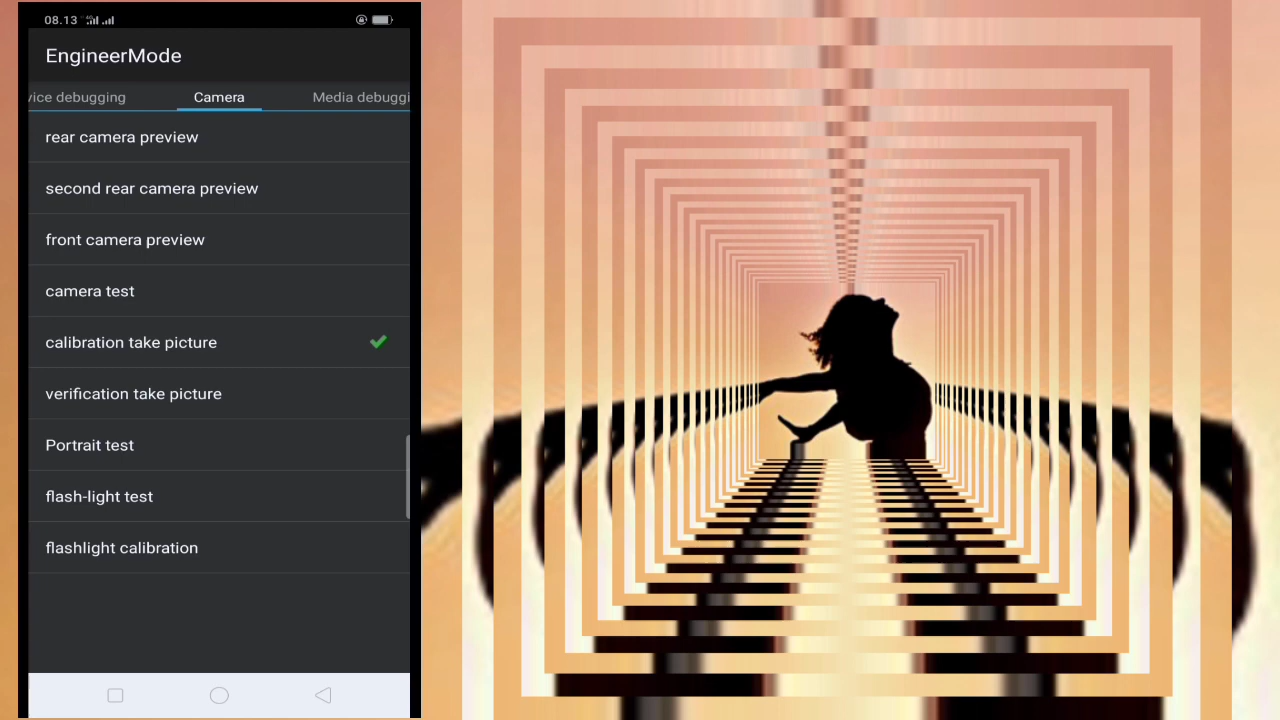 08.13
EngineerMode
vice debugging Camera Media debuggi
rear camera preview
second rear camera preview
front camera preview
camera test
calibration take picture
verification take picture
Portrait test
flash-light test
flashlight calibration